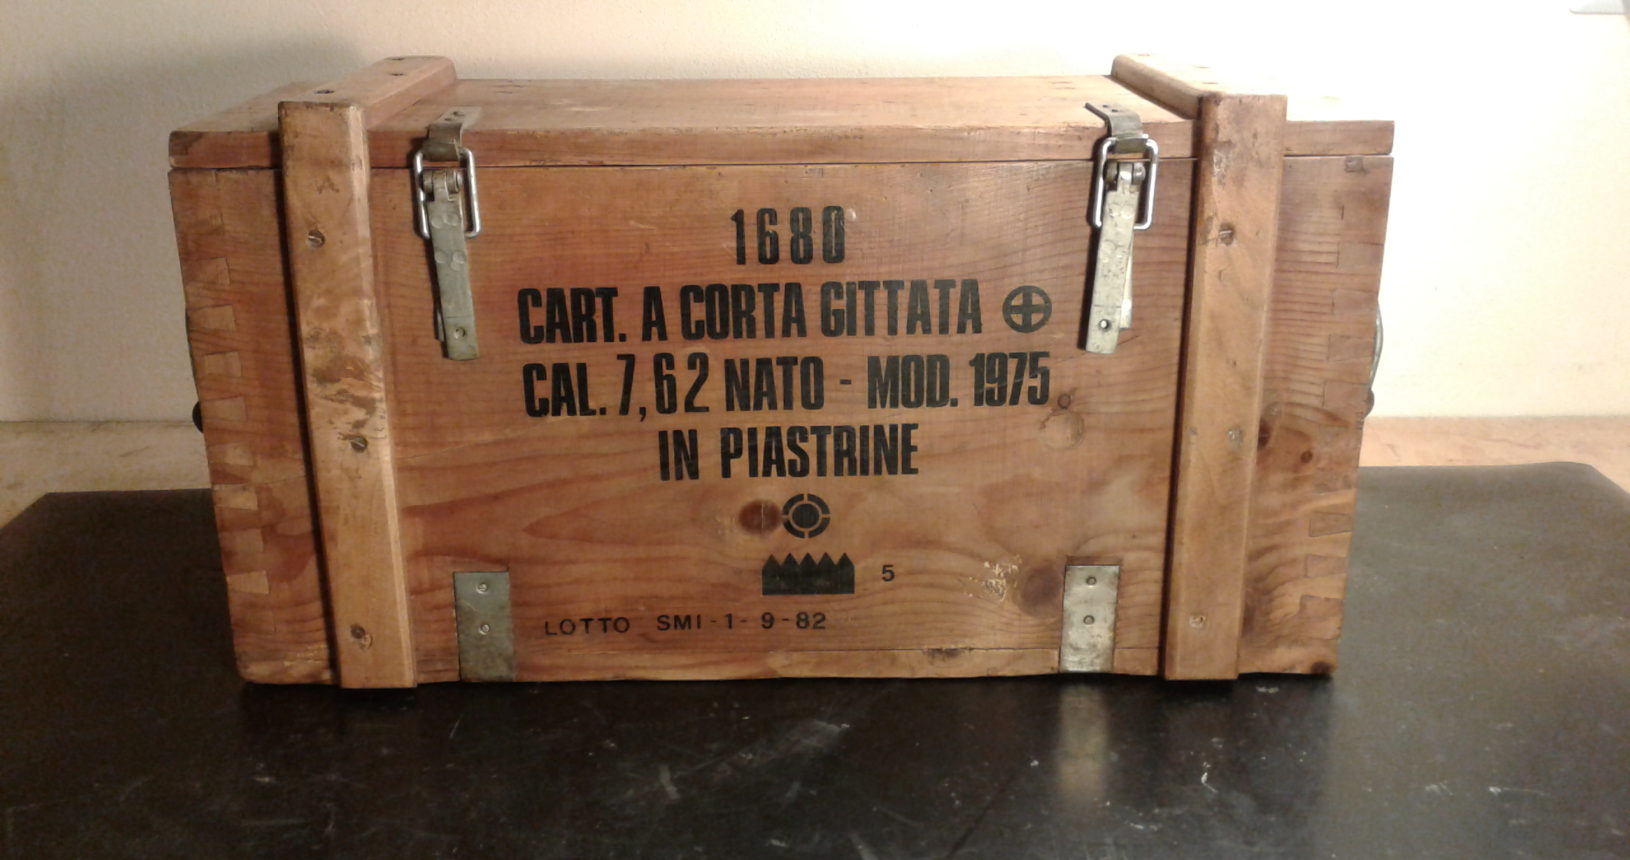 1680
CART. A CORTA GITTATA
CAL. 7,62 NATO - MOD. 1975
IN PIASTRINE
5
LOTTO SMI-1-9-82